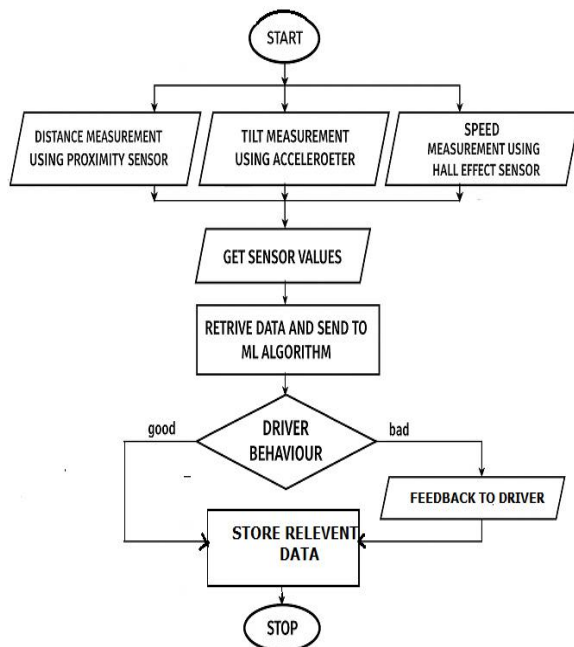 START
DISTANCE MEASUREMENT
USING PROXIMITY SENSOR
TILT MEASUREMENT
USING ACCELEROETER
SPEED
MEASUREMENT USING
HALL EFFECT SENSOR
GET SENSOR VALUES
RETRIVE DATA AND SEND TO
ML ALGORITHM
good
DRIVER
BEHAVIOUR
bad
FEEDBACK TO DRIVER
STORE RELEVENT
DATA
STOP